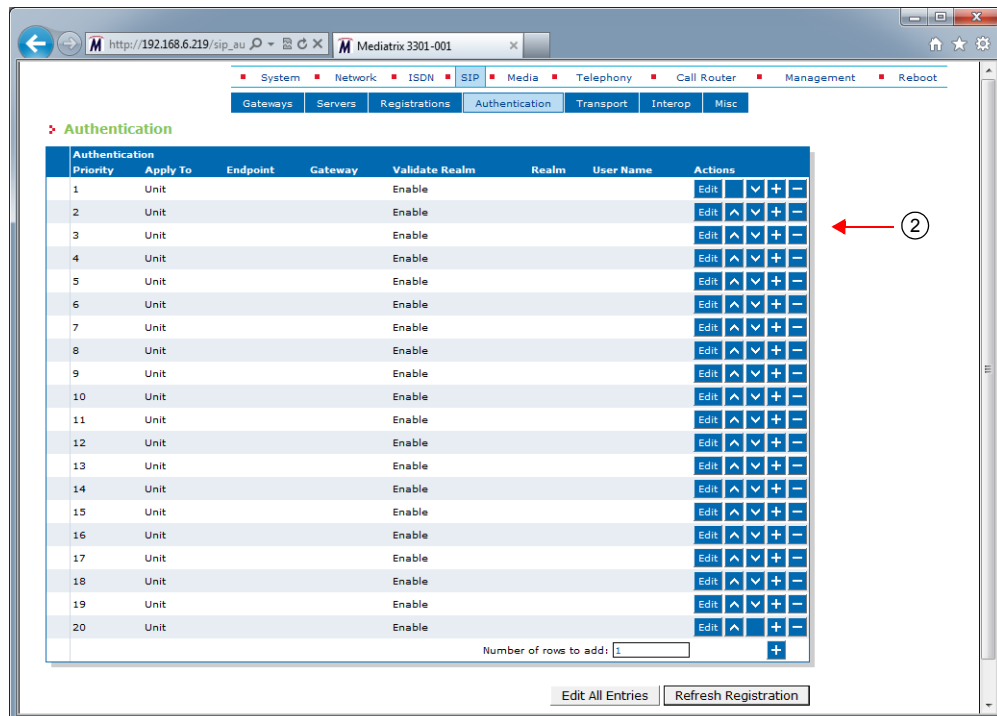 http://192.168.6.219/sip_au
Mediatrix 3301-001
System Network ISDN SIP Media Telephony Call Router Management Reboot
Gateways Servers Registrations Authentication Transport Interop Misc
Authentication
Authentication
Priority Apply To Endpoint Gateway Validate Realm Realm User Name Actions
1 Unit Enable Edit
2 Unit Enable Edit
2
3 Unit Enable Edit
4 Unit Enable Edit
5 Unit Enable Edit
6 Unit Enable Edit
7 Unit Enable Edit
8 Unit Enable Edit
9 Unit Enable Edit
10 Unit Enable Edit
11 Unit Enable Edit
12 Unit Enable Edit
13 Unit Enable Edit
14 Unit Enable Edit
15 Unit Enable Edit
16 Unit Enable Edit
17 Unit Enable Edit
18 Unit Enable Edit
19 Unit Enable Edit
20 Unit Enable Edit
Number of rows to add: 1
Edit All Entries Refresh Registration